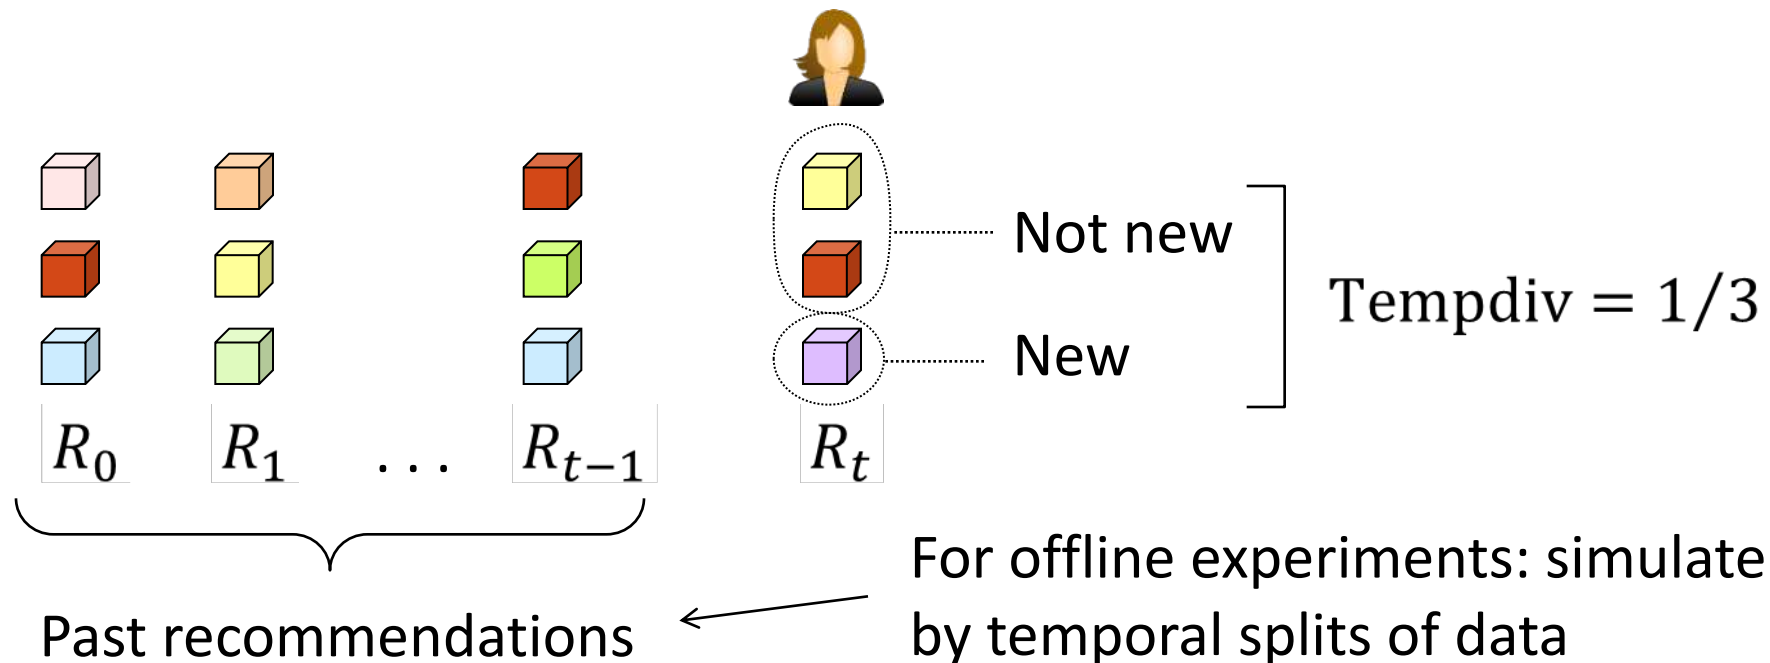 Not new
New
Tempdiv = 1/3
R₀ R₁ . . . Rₜ₋₁ Rₜ
Past recommendations
For offline experiments: simulate
by temporal splits of data